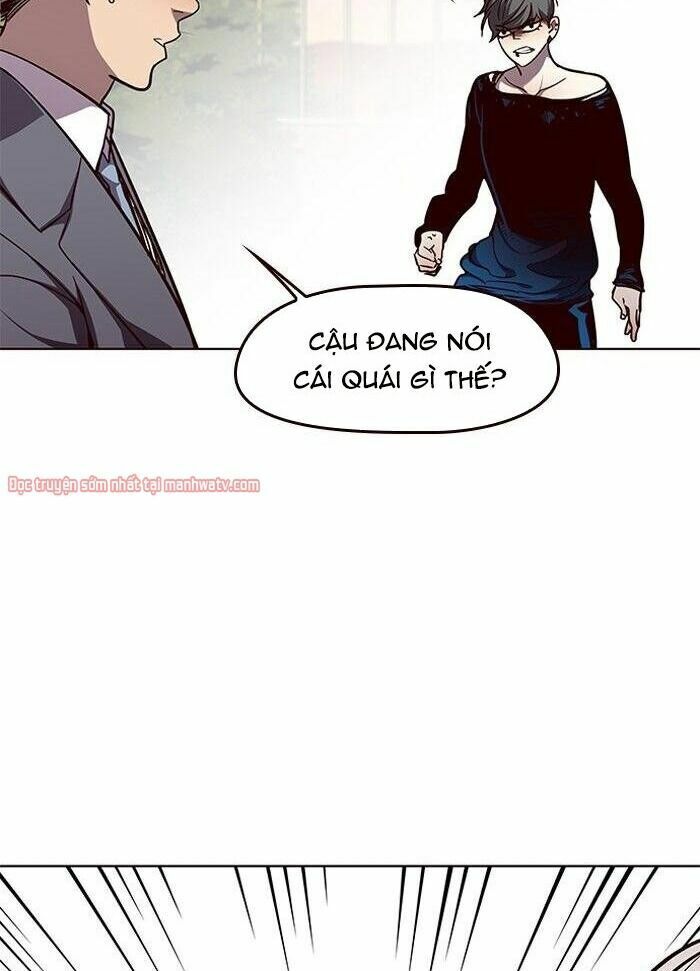 CẬU ĐANG NÓI
CÁI QUÁI GÌ THẾ?
Đọc truyện sớm nhất tại manhwatv.com